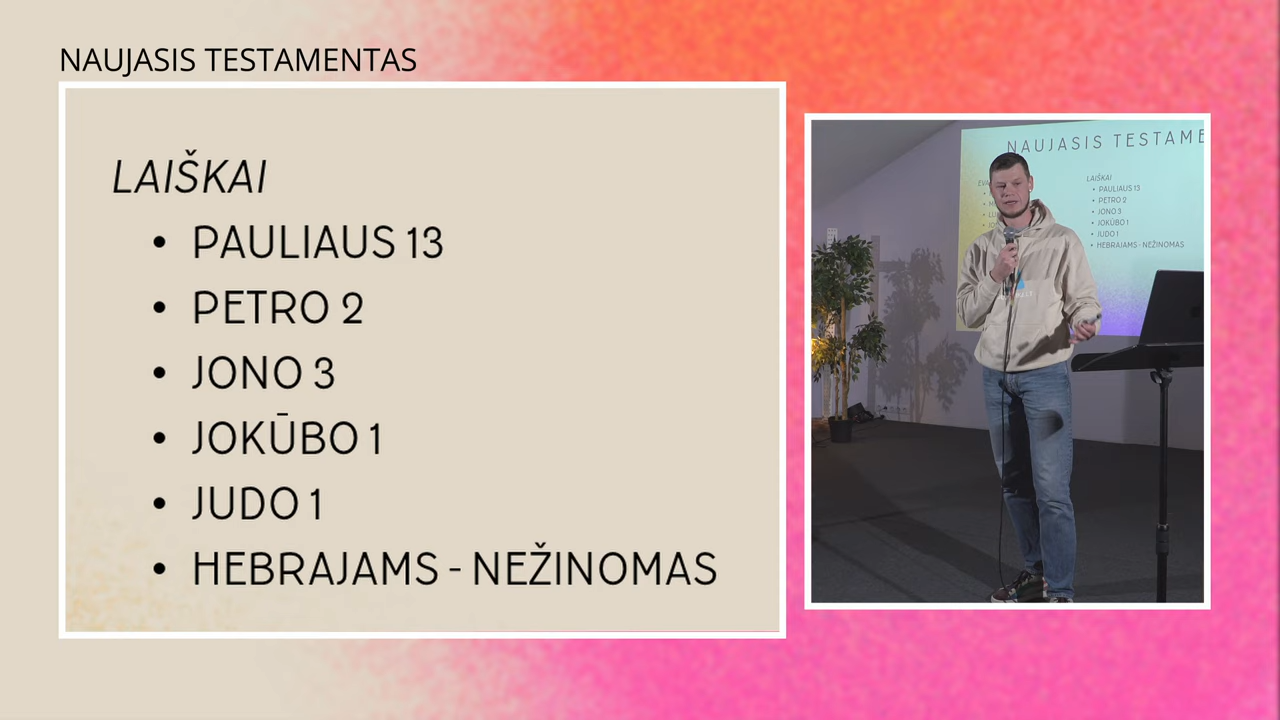 NAUJASIS TESTAMENTAS
LAIŠKAI
• PAULIAUS 13
• PETRO 2
• JONO 3
• JOKŪBO 1
• JUDO 1
• HEBRAJAMS - NEŽINOMAS
NAUJASIS TESTAME
LAIŠKAI
• PAULIAUS 13
• PETRO 2
• JONO 3
• JOKŪBO 1
• JUDO 1
• HEBRAJAMS - NEŽINOMAS